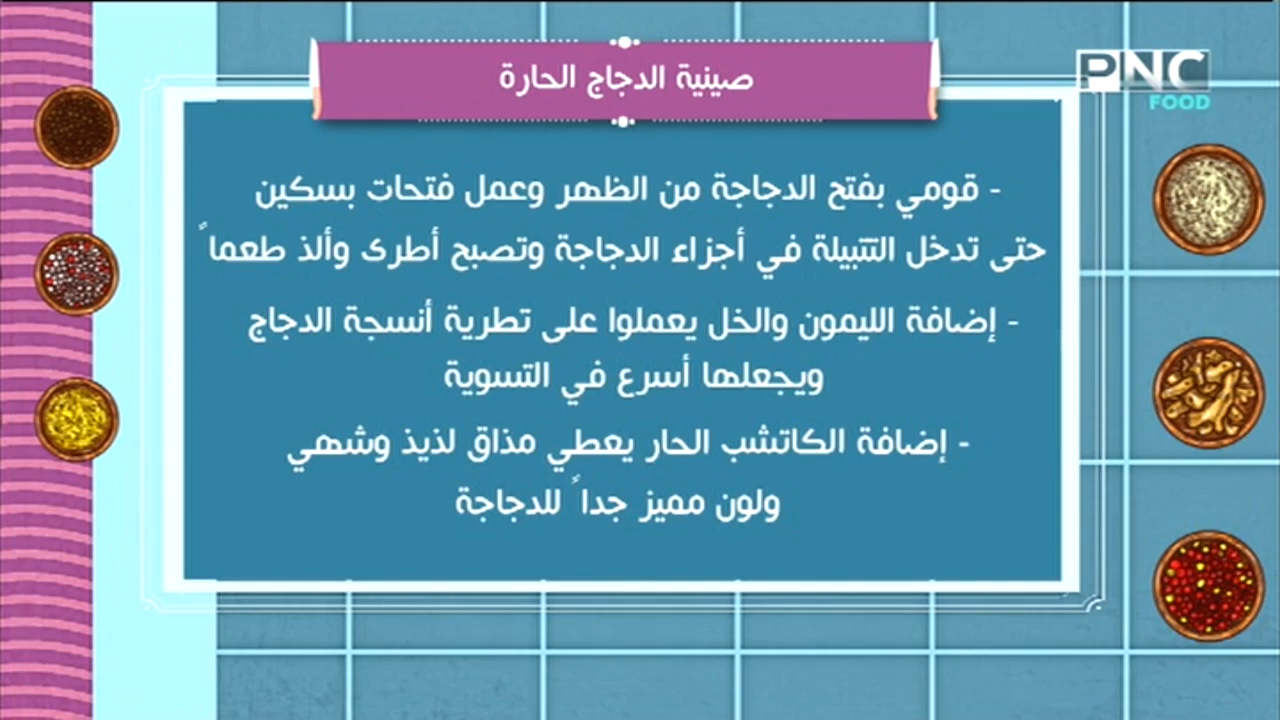 صينية الدجاج الحارة
PNC
FOOD
- قومي بفتح الدجاجة من الظهر وعمل فتحات بسكين
حتى تدخل التتبيلة في أجزاء الدجاجة وتصبح أطرى وألذ طعماً
- إضافة الليمون والخل يعملوا على تطرية أنسجة الدجاج
ويجعلها أسرع في التسوية
- إضافة الكاتشب الحار يعطي مذاق لذيذ وشهي
ولون مميز جداً للدجاجة